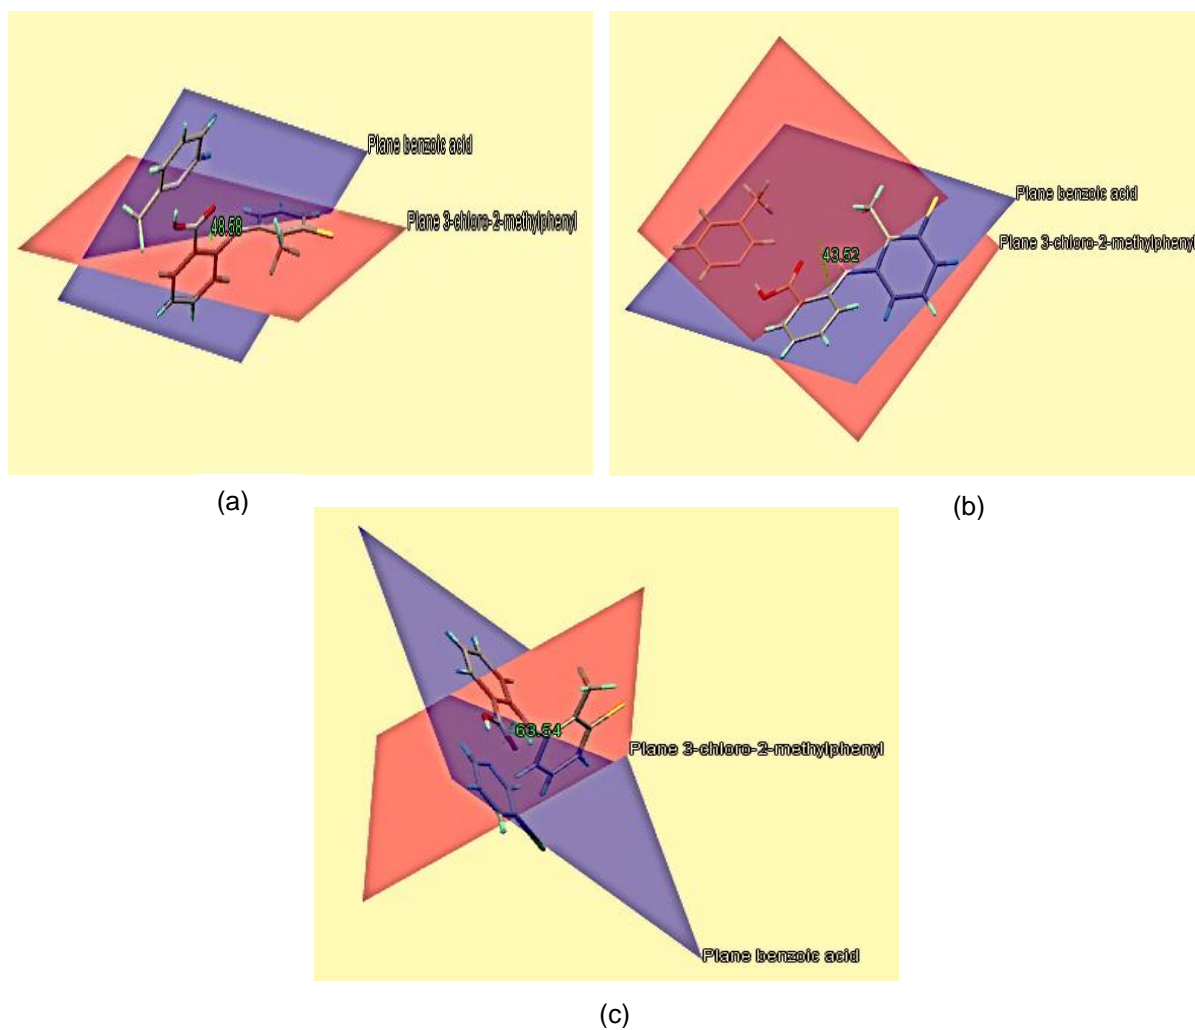 Plane benzoic acid
48.58
Plane 3-chloro-2-methylphenyl
(a)
Plane benzoic acid
Plane 3-chloro-2-methylphenyl
43.52
(b)
63.54
Plane 3-chloro-2-methylphenyl
Plane benzoic acid
(c)